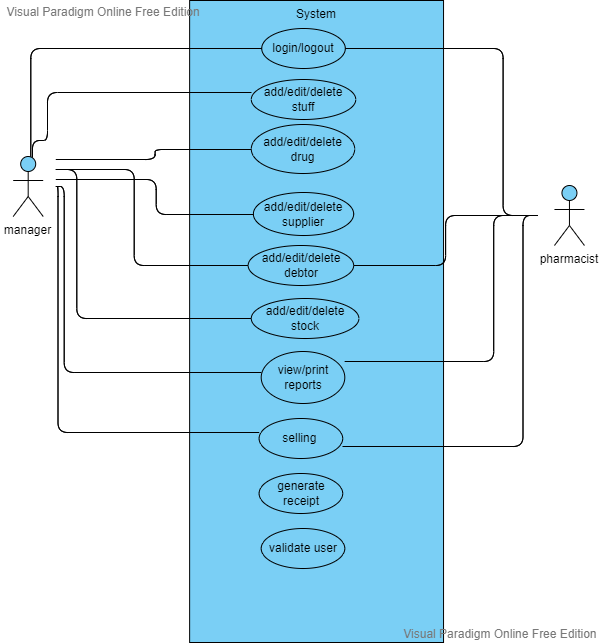 Visual Paradigm Online Free Edition
System
login/logout
add/edit/delete
stuff
add/edit/delete
drug
manager
add/edit/delete
supplier
pharmacist
add/edit/delete
debtor
add/edit/delete
stock
view/print
reports
selling
generate
receipt
validate user
Visual Paradigm Online Free Edition